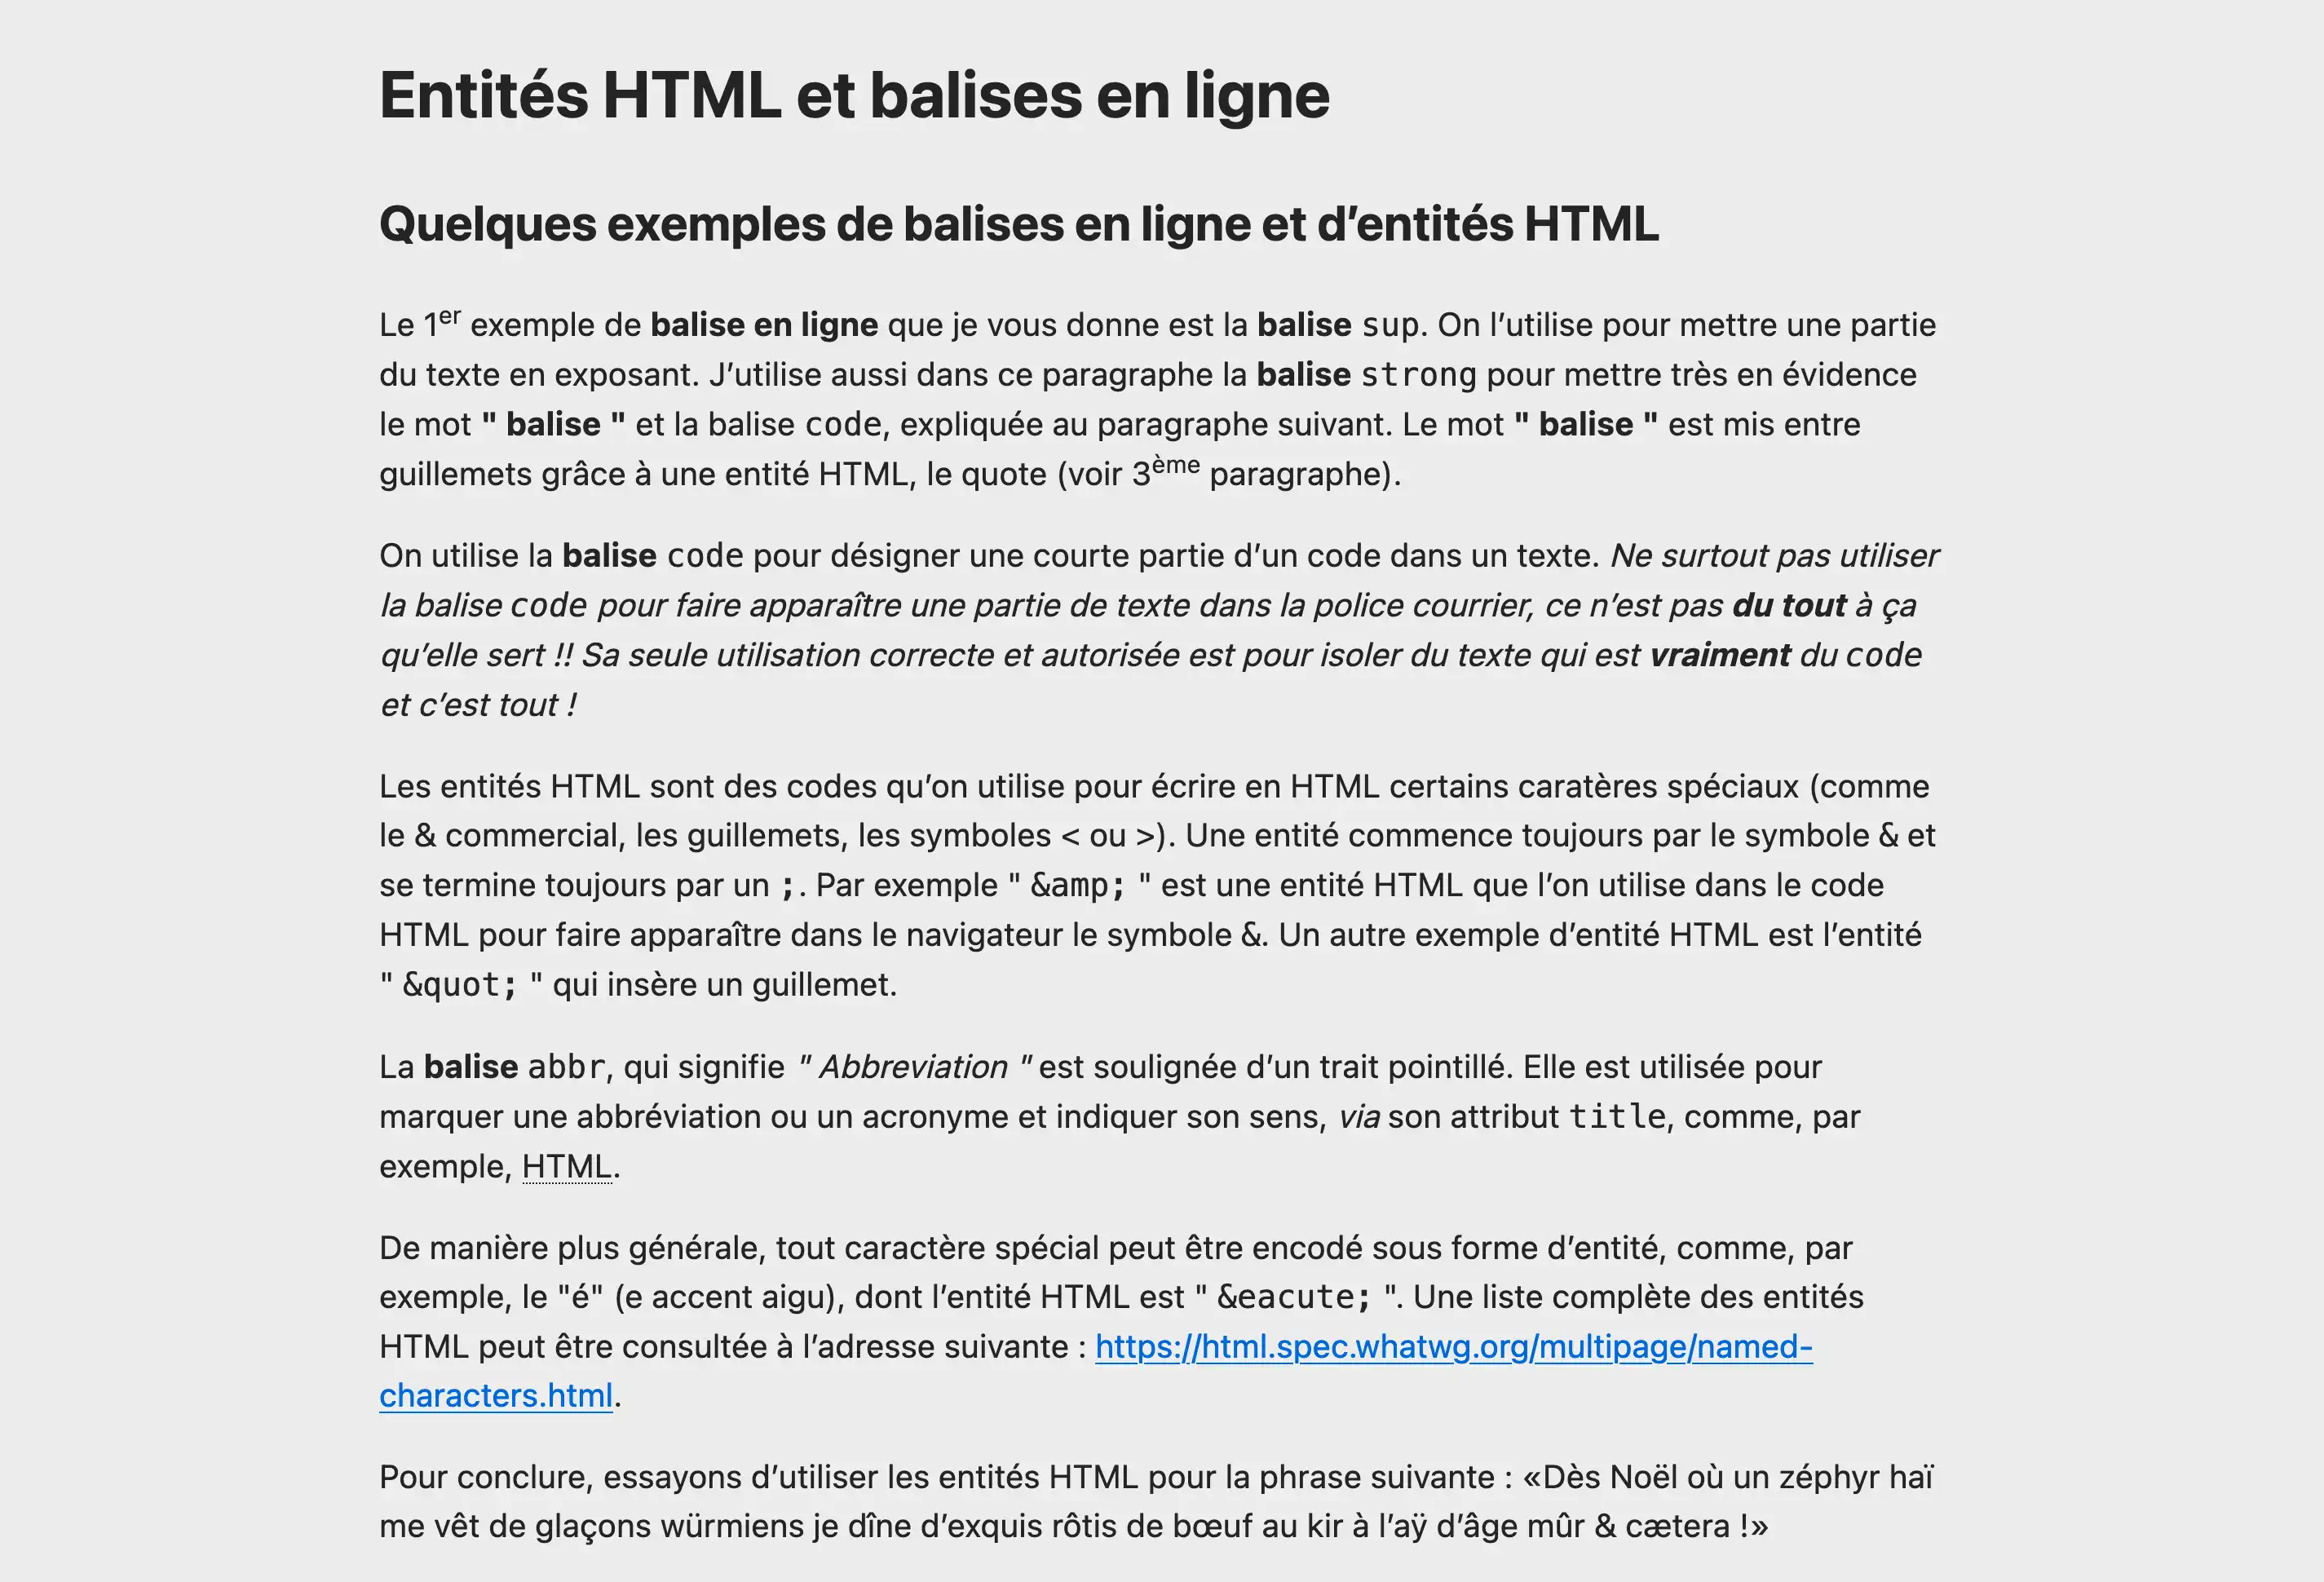 Entités HTML et balises en ligne
Quelques exemples de balises en ligne et d’entités HTML
Le 1er exemple de balise en ligne que je vous donne est la balise sup. On l’utilise pour mettre une partie
du texte en exposant. J’utilise aussi dans ce paragraphe la balise strong pour mettre très en évidence
le mot " balise " et la balise code, expliquée au paragraphe suivant. Le mot " balise " est mis entre
guillemets grâce à une entité HTML, le quote (voir 3ème paragraphe).
On utilise la balise code pour désigner une courte partie d’un code dans un texte. Ne surtout pas utiliser
la balise code pour faire apparaître une partie de texte dans la police courrier, ce n’est pas du tout à ça
qu’elle sert !! Sa seule utilisation correcte et autorisée est pour isoler du texte qui est vraiment du code
et c’est tout !
Les entités HTML sont des codes qu’on utilise pour écrire en HTML certains caratères spéciaux (comme
le & commercial, les guillemets, les symboles < ou >). Une entité commence toujours par le symbole & et
se termine toujours par un ;. Par exemple " &amp; " est une entité HTML que l’on utilise dans le code
HTML pour faire apparaître dans le navigateur le symbole &. Un autre exemple d’entité HTML est l’entité
" &quot; " qui insère un guillemet.
La balise abbr, qui signifie " Abbreviation " est soulignée d’un trait pointillé. Elle est utilisée pour
marquer une abbréviation ou un acronyme et indiquer son sens, via son attribut title, comme, par
exemple, HTML.
De manière plus générale, tout caractère spécial peut être encodé sous forme d’entité, comme, par
exemple, le "é" (e accent aigu), dont l’entité HTML est " &eacute; ". Une liste complète des entités
HTML peut être consultée à l’adresse suivante : https://html.spec.whatwg.org/multipage/named-
characters.html.
Pour conclure, essayons d’utiliser les entités HTML pour la phrase suivante : «Dès Noël où un zéphyr haï
me vêt de glaçons würmiens je dîne d’exquis rôtis de bœuf au kir à l’aÿ d’âge mûr & cætera !»